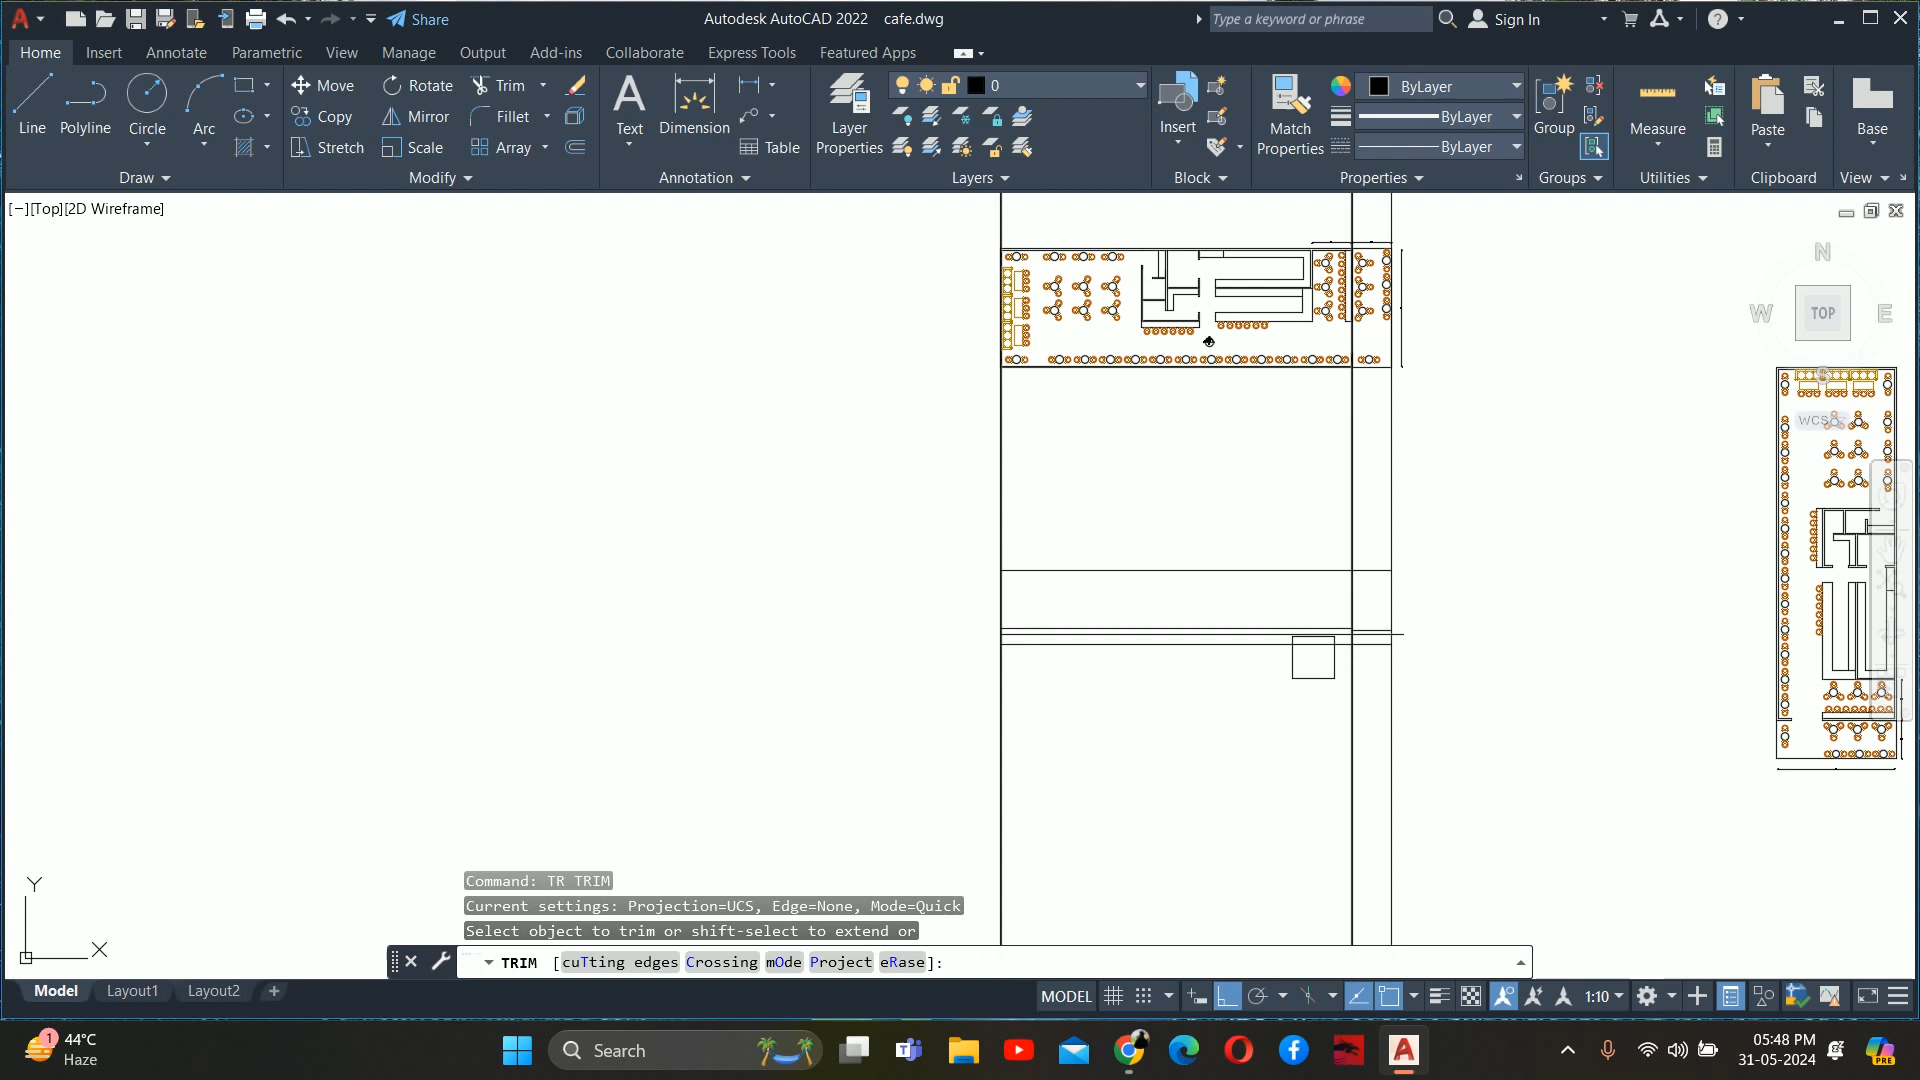 Share
Autodesk AutoCAD 2022 cafe.dwg
Type a keyword or phrase
Sign In
Home Insert Annotate Parametric View Manage Output Add-ins Collaborate Express Tools Featured Apps
Line Polyline Circle Arc
Draw
Move Rotate Trim
Copy Mirror Fillet
Stretch Scale Array
Modify
Text Dimension Table
Annotation
Layer Properties
0
Layers
Insert
Block
Match Properties
ByLayer
ByLayer
ByLayer
Properties
Group
Groups
Measure
Utilities
Paste
Clipboard
Base
View
[−][Top][2D Wireframe]
N
W TOP E
S
WCS
Y
X
Command: TR TRIM
Current settings: Projection=UCS, Edge=None, Mode=Quick
Select object to trim or shift-select to extend or
TRIM [cuTting edges Crossing mOde Project eRase]:
Model Layout1 Layout2 +
MODEL 1:10
1
44°C
Haze
Search
05:48 PM
31-05-2024
PRE